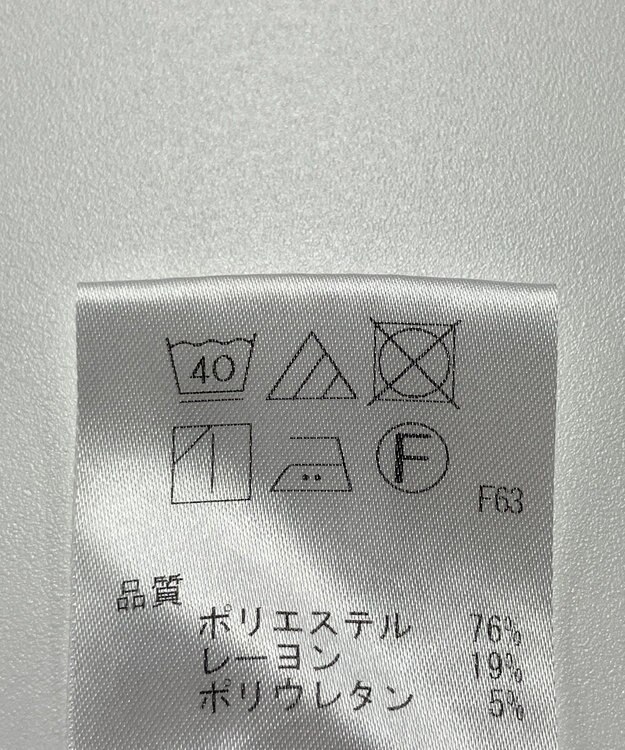 40
F
F63
品質
ポリエステル 76%
レーヨン 19%
ポリウレタン 5%